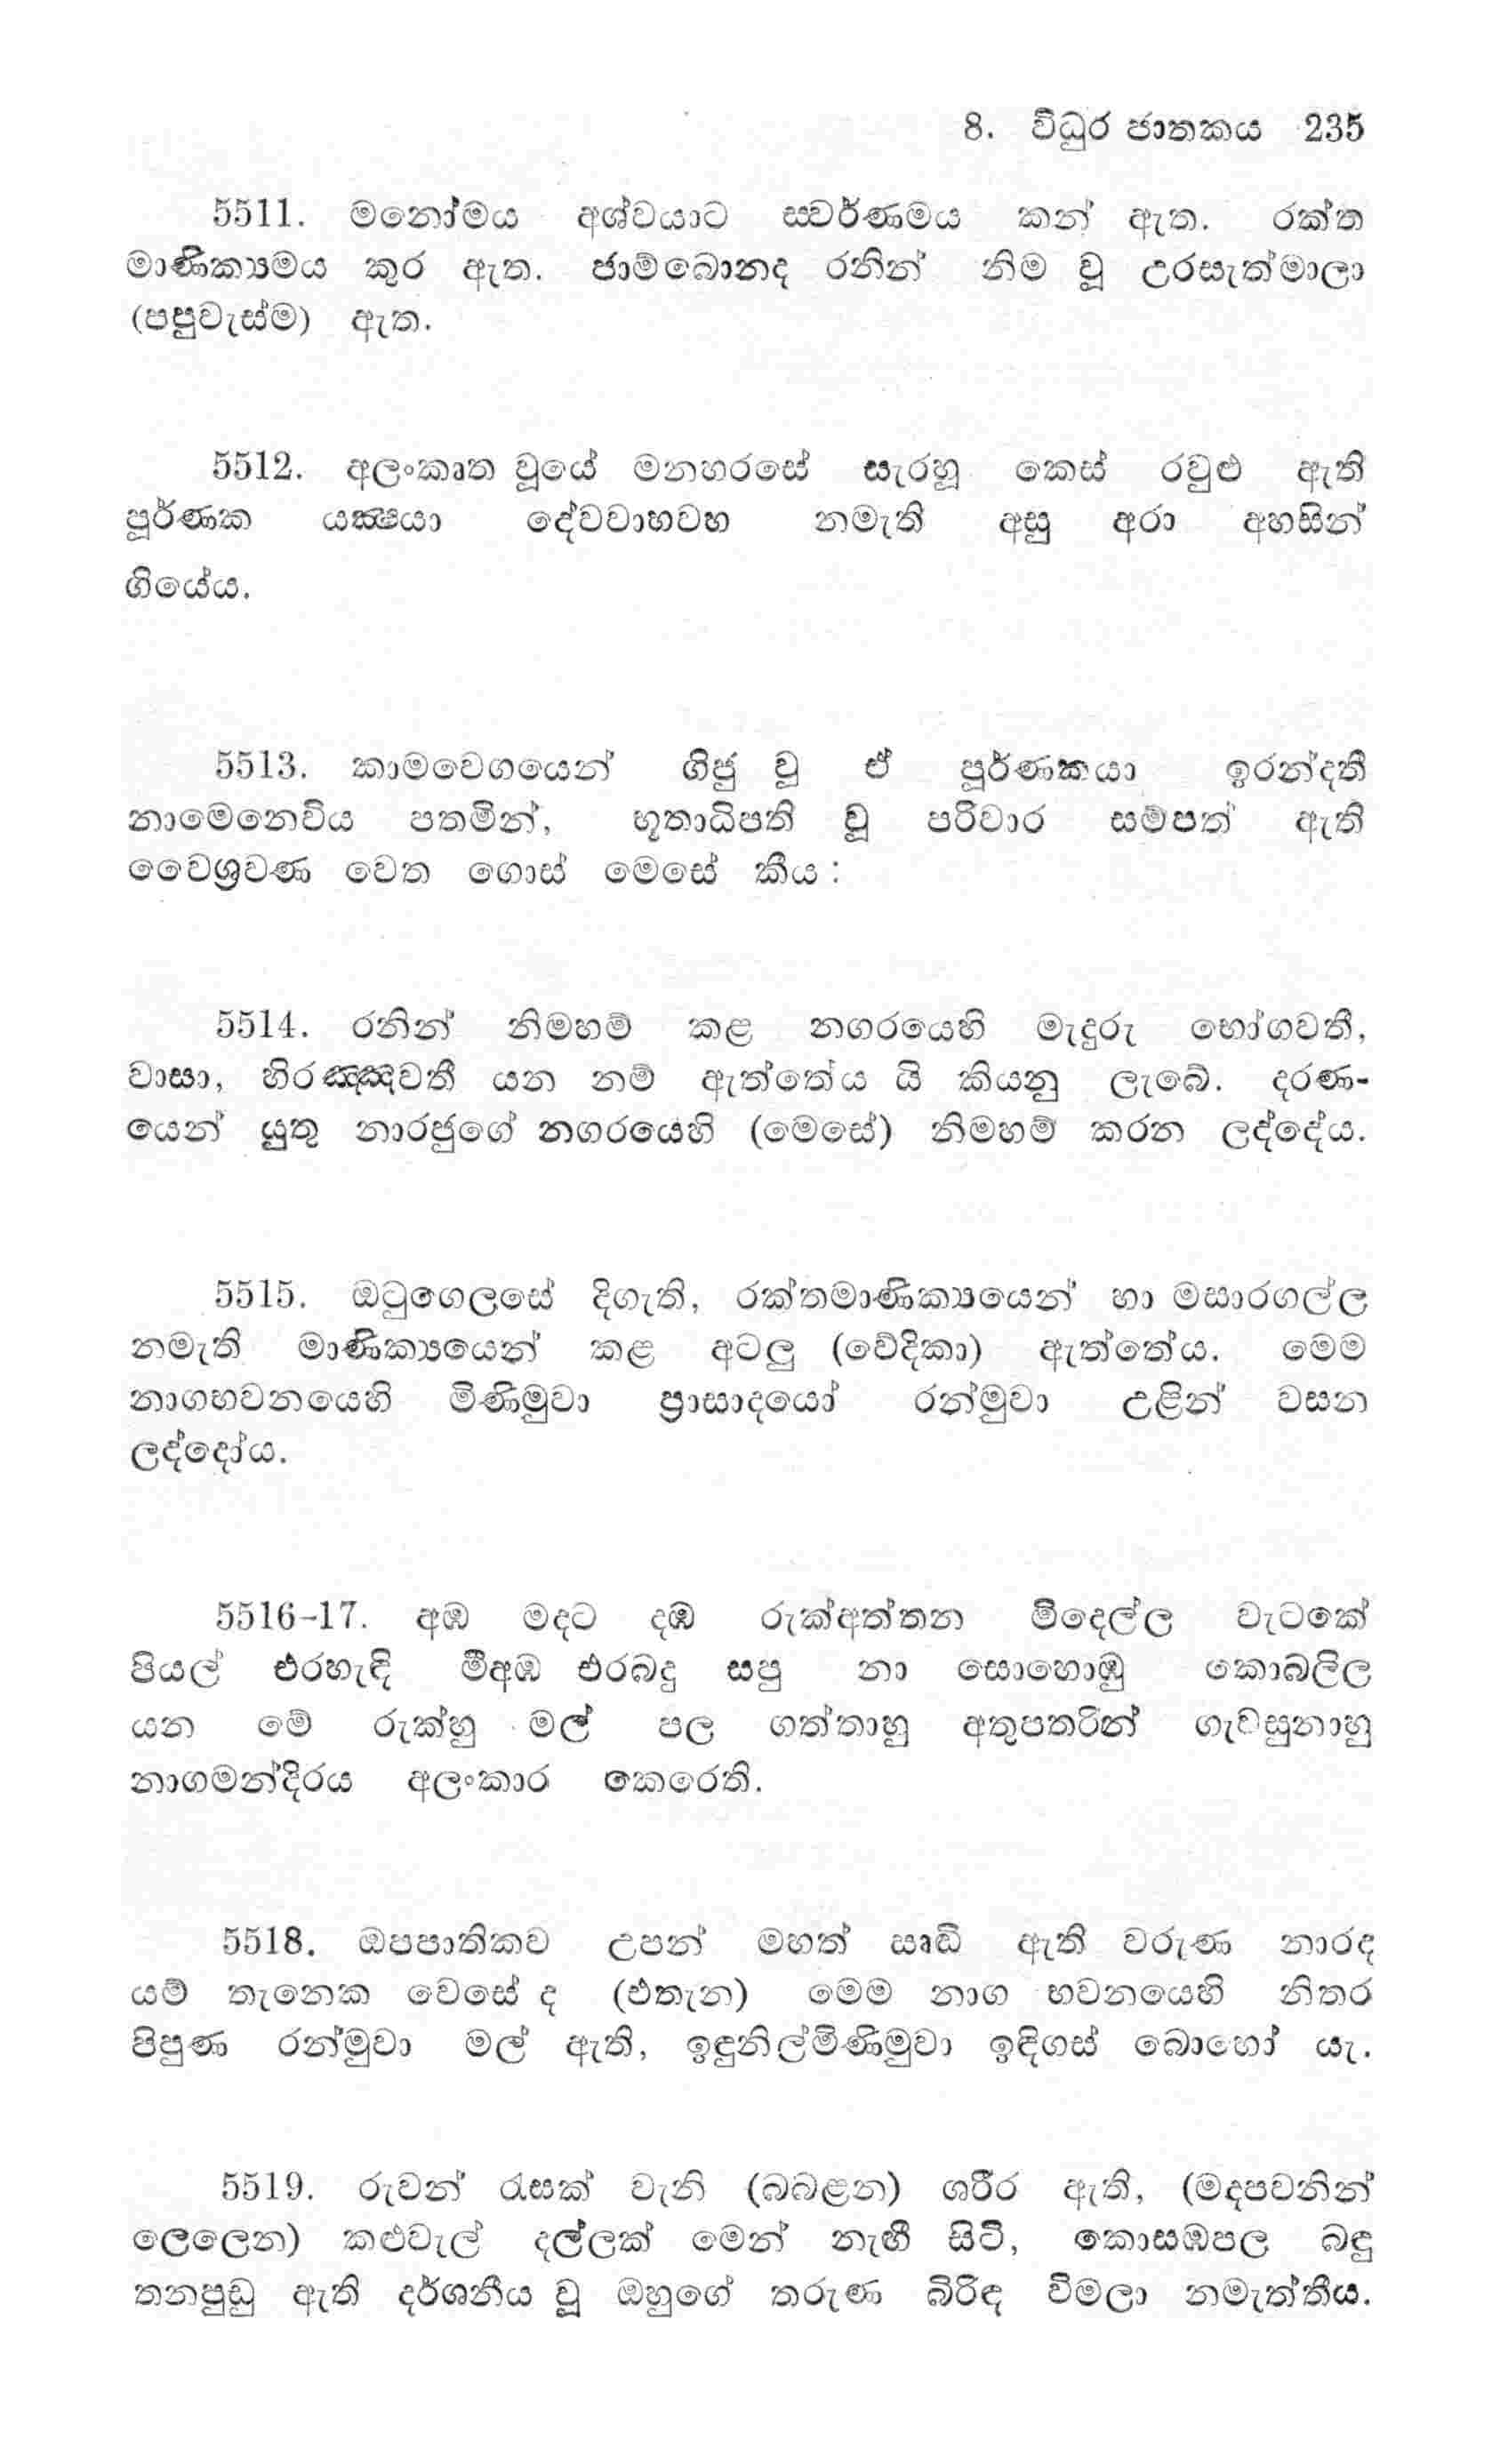 8. විධුර ජාතකය 235
5511. මනෝමය අශ්වයාට ස්වර්ණමය කන් ඇත. රක්ත
මාණික්‍යමය කුර ඇත. ජාම්බොනද රනින් නිම වූ උරසැත්මාලා
(පපුවැස්ම) ඇත.
5512. අලංකෘත වූයේ මනහරසේ සැරහූ කෙස් රවුළු ඇති
පූර්ණක යක්‍ෂයා දේවවාහවහ නමැති අසු අරා අහසින්
ගියේය.
5513. කාමවෙගයෙන් ගිජු වූ ඒ පූර්ණකයා ඉරන්දතී
නාමෙනෙවිය පතමින්, භූතාධිපති වූ පරිවාර සම්පත් ඇති
වෛශ්‍රවණ වෙත ගොස් මෙසේ කීය :
5514. රනින් නිමහම් කළ නගරයෙහි මැදුරු භෝගවතී,
වාසා, හිරඤ්ඤවතී යන නම් ඇත්තේය යි කියනු ලැබේ. දරණ-
යෙන් යුතු නාරජුගේ නගරයෙහි (මෙසේ) නිමහම් කරන ලද්දේය.
5515. ඔටුගෙලසේ දිගැති, රක්තමාණික්‍යයෙන් හා මසාරගල්ල
නමැති මාණික්‍යයෙන් කළ අටලු (වේදිකා) ඇත්තේය. මෙම
නාගභවනයෙහි මිණිමුවා ප්‍රාසාදයෝ රන්මුවා උළින් වසන
ලද්දෝය.
5516-17. අඹ මදට දඹ රුක්අත්තන මිදෙල්ල වැටකේ
පියල් එරහැඳි මීඅඹ එරබදු සපු නා සොහොඹු කොබලීල
යන මේ රුක්හු මල් පල ගත්තාහු අතුපතරින් ගැවසුනාහු
නාගමන්දිරය අලංකාර කෙරෙති.
5518. ඔපපාතිකව උපන් මහත් සෘද්‍ධි ඇති වරුණ නාරද
යම් තැනෙක වෙසේ ද (එතැන) මෙම නාග භවනයෙහි නිතර
පිපුණ රන්මුවා මල් ඇති, ඉඳුනිල්මිණිමුවා ඉඳිගස් බොහෝ යැ.
5519. රුවන් රැසක් වැනි (බබළන) ශරීර ඇති, (මදපවනින්
ලෙලෙන) කළුවැල් දල්ලක් මෙන් නැඟී සිටි, කොසඹපල බඳු
තනපුඩු ඇති දර්ශනීය වූ ඔහුගේ තරුණ බිරිඳ විමලා නමැත්තීය.